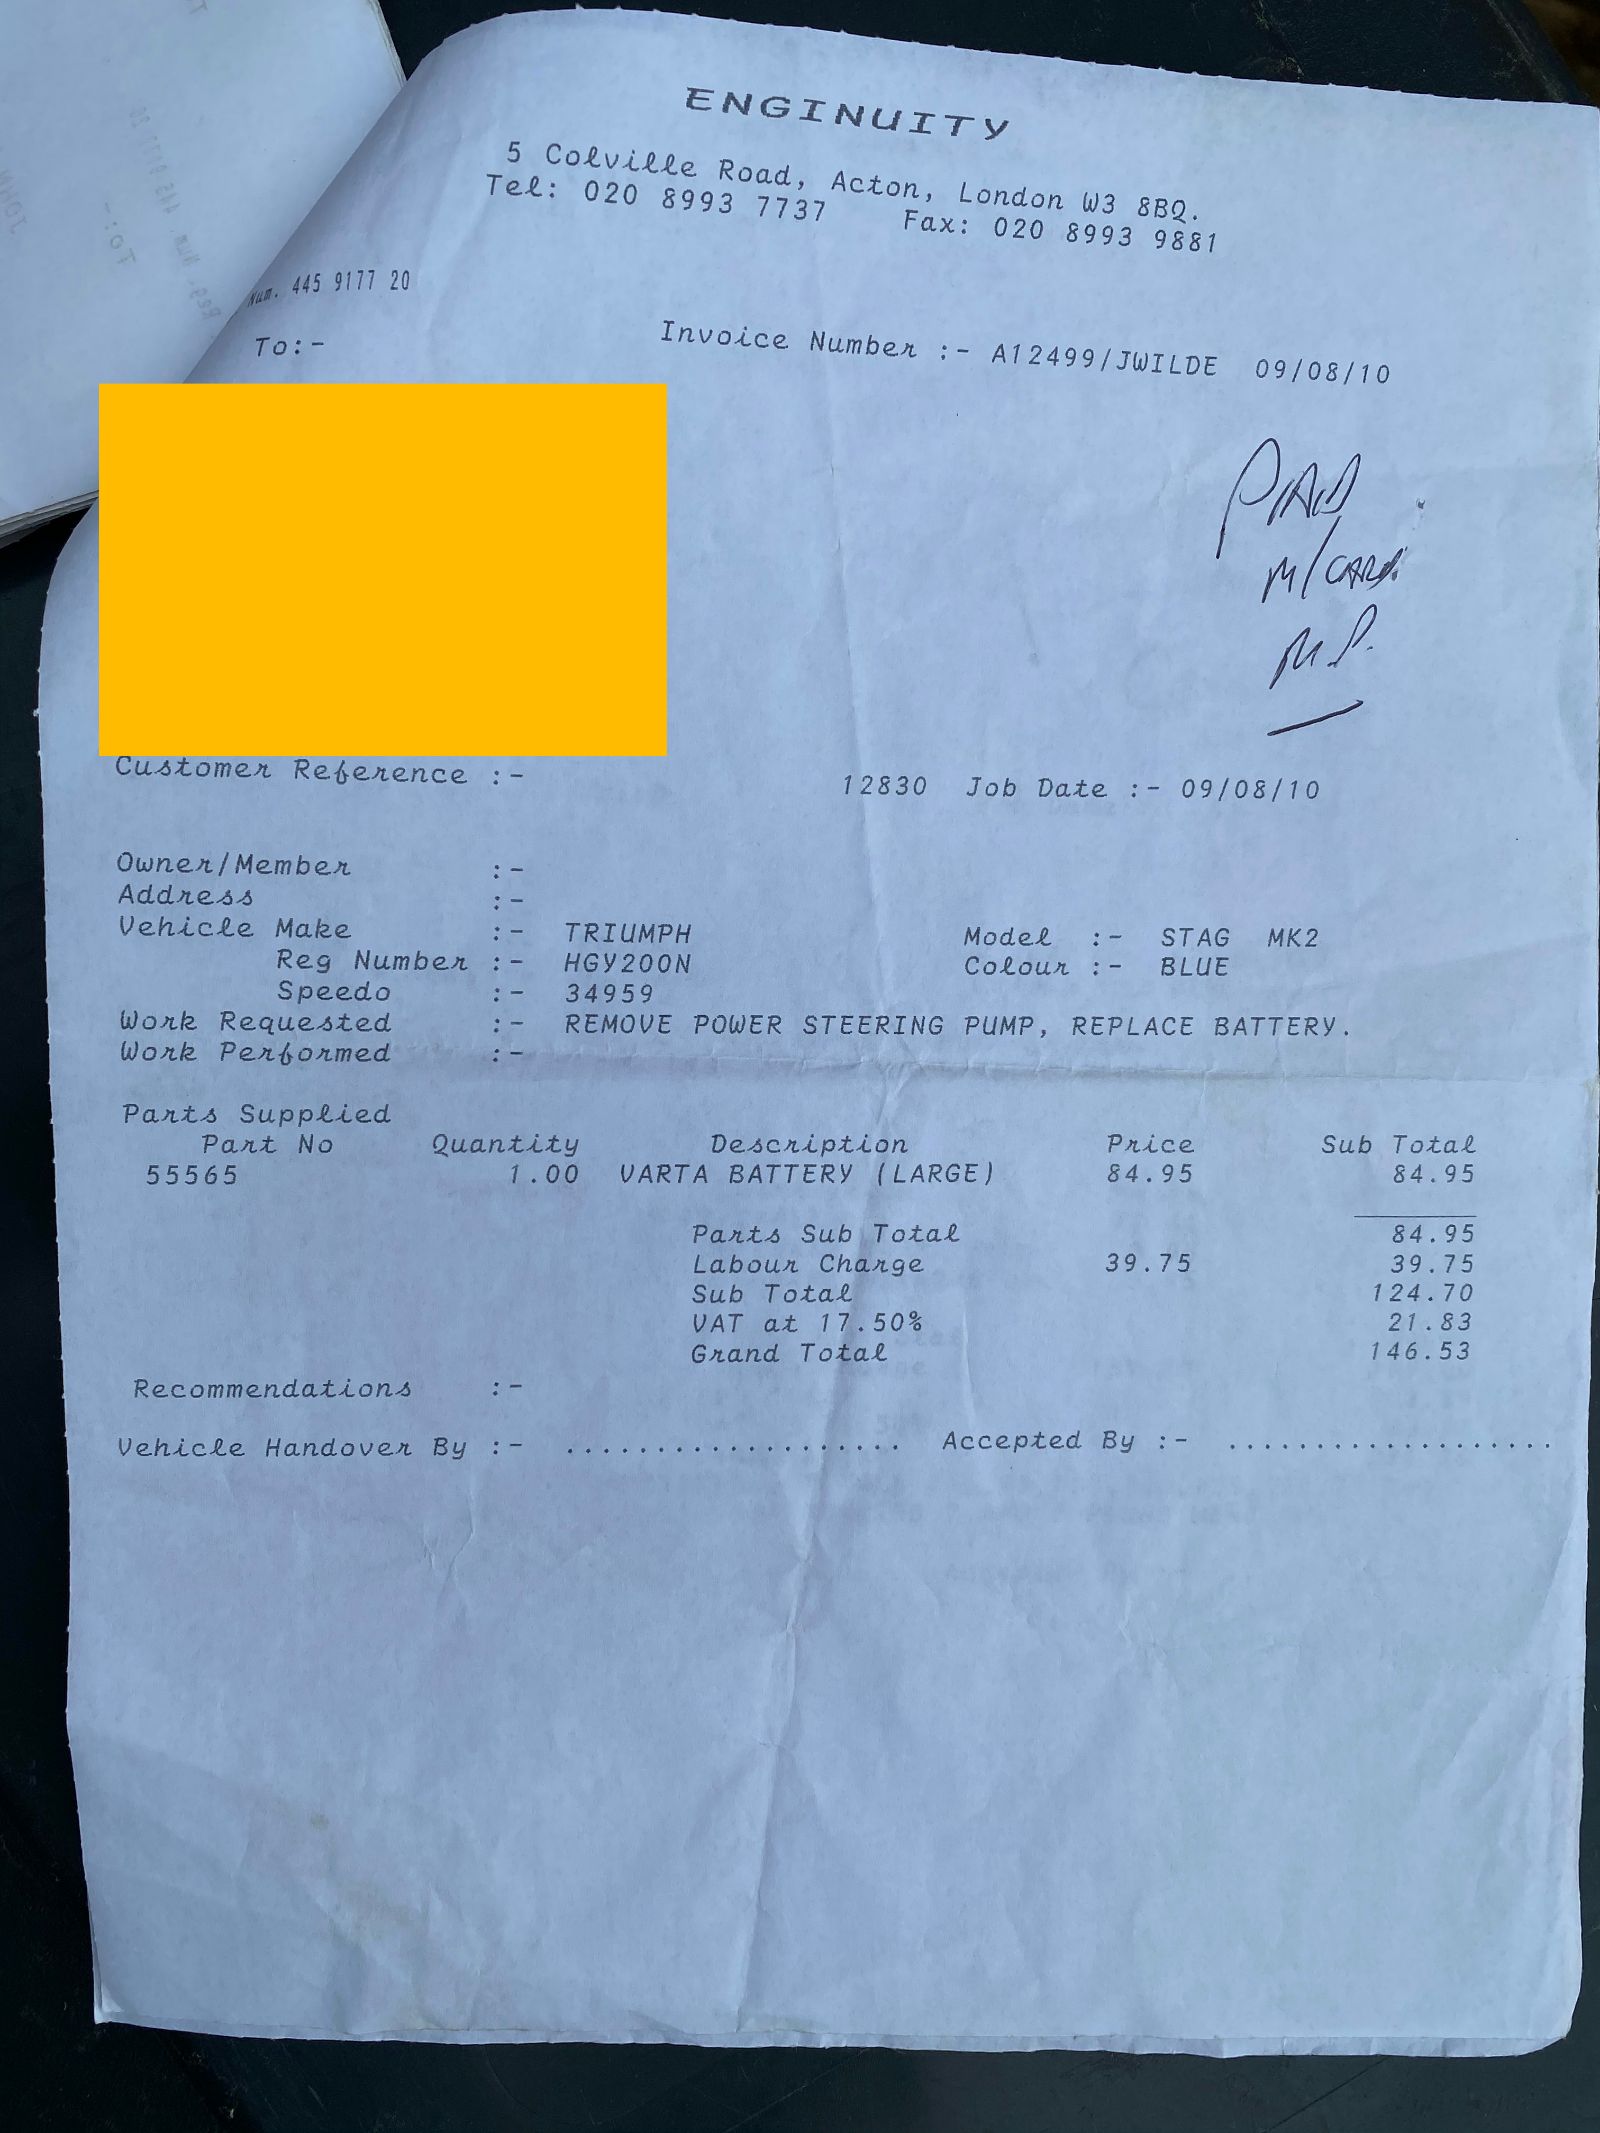 ENGINUITY
5 Colville Road, Acton, London W3 8BQ.
Tel: 020 8993 7737 Fax: 020 8993 9881
Num. 445 9177 20
To:- Invoice Number :- A12499/JWILDE 09/08/10
PAID
M/CARD.
M.P.
Customer Reference :- 12830 Job Date :- 09/08/10
Owner/Member :-
Address :-
Vehicle Make :- TRIUMPH Model :- STAG MK2
Reg Number :- HGY200N Colour :- BLUE
Speedo :- 34959
Work Requested :- REMOVE POWER STEERING PUMP, REPLACE BATTERY.
Work Performed :-
Parts Supplied
Part No Quantity Description Price Sub Total
55565 1.00 VARTA BATTERY (LARGE) 84.95 84.95
Parts Sub Total 84.95
Labour Charge 39.75 39.75
Sub Total 124.70
VAT at 17.50% 21.83
Grand Total 146.53
Recommendations :-
Vehicle Handover By :- ................... Accepted By :- ...................